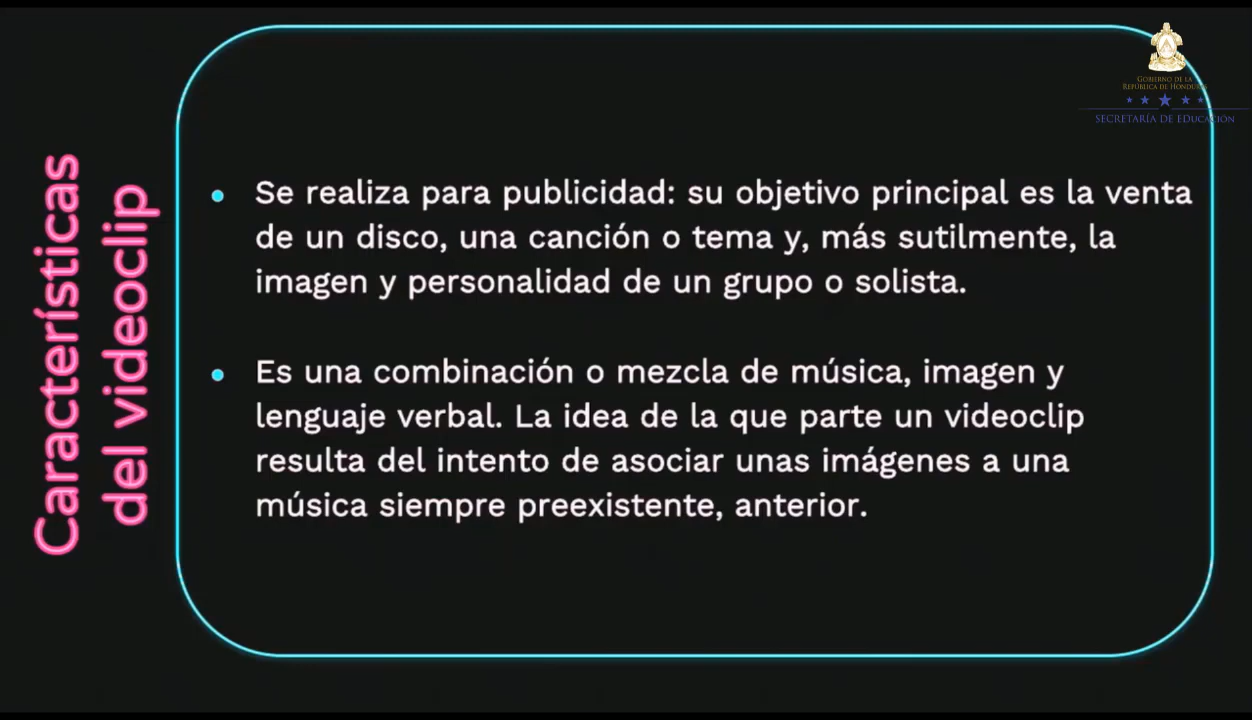 Características
del videoclip
GOBIERNO DE LA
REPÚBLICA DE HONDURAS
SECRETARÍA DE EDUCACIÓN
Se realiza para publicidad: su objetivo principal es la venta
de un disco, una canción o tema y, más sutilmente, la
imagen y personalidad de un grupo o solista.
Es una combinación o mezcla de música, imagen y
lenguaje verbal. La idea de la que parte un videoclip
resulta del intento de asociar unas imágenes a una
música siempre preexistente, anterior.